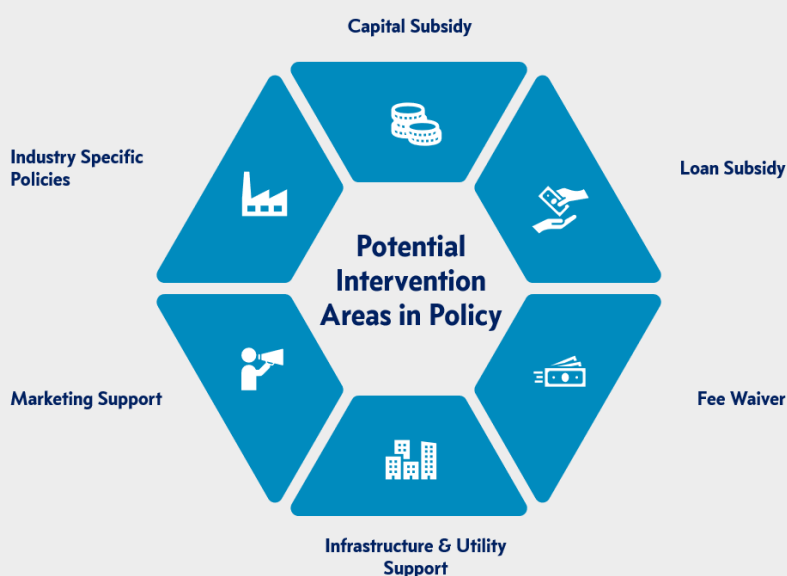 Capital Subsidy
Industry Specific
Policies
Loan Subsidy
Potential
Intervention
Areas in Policy
Marketing Support
Fee Waiver
Infrastructure & Utility
Support